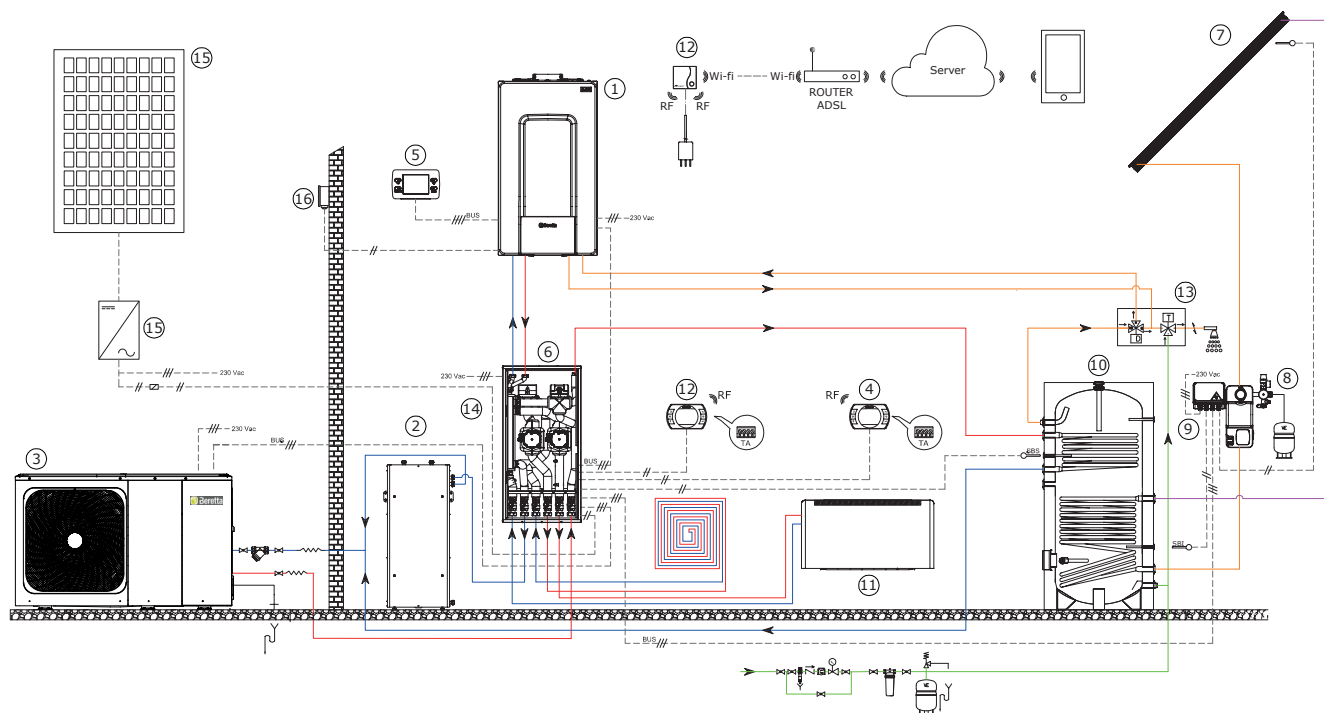 15
12
1
7
Wi-fi
Wi-fi
Server
RF
RF
ROUTER
ADSL
5
16
BUS
230 Vac
Beretta
13
T
15
6
230 Vac
230 Vac
14
2
12
RF
TA
RF
4
TA
10
230 Vac
8
9
VE
3
230 Vac
BUS
BUS
SBS
Beretta
SBI
11
BUS
VE